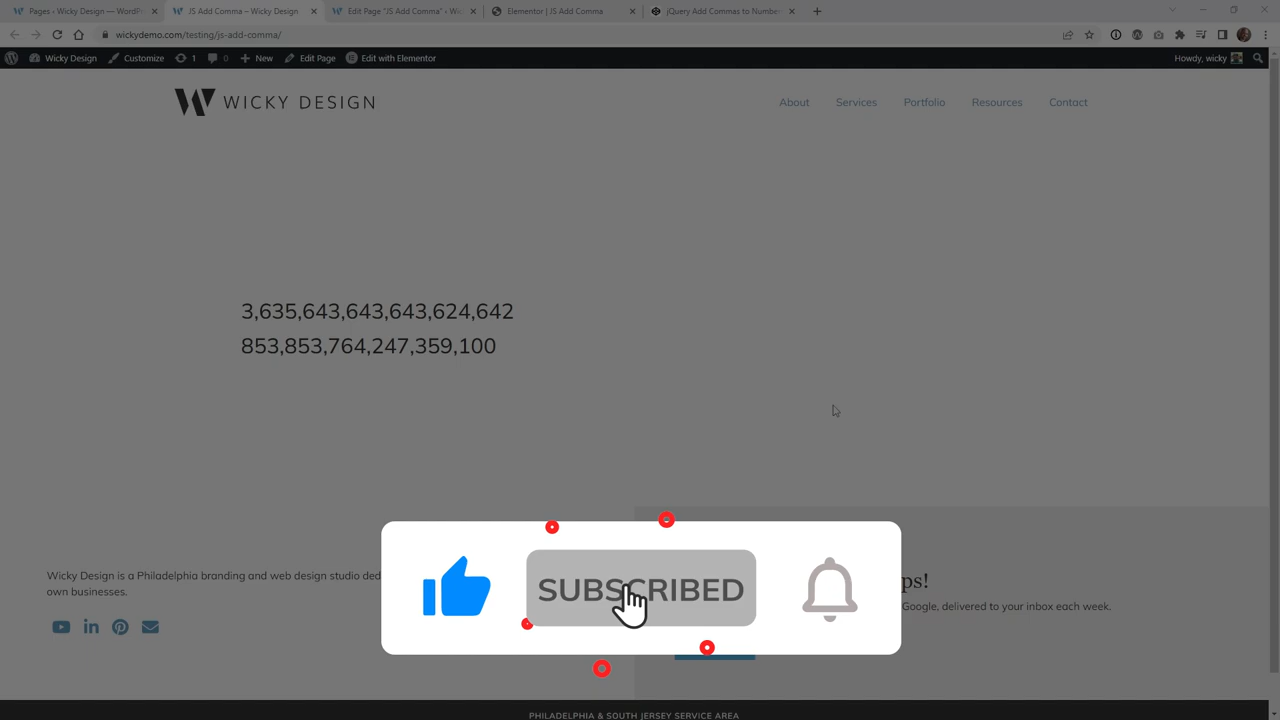 Pages ‹ Wicky Design — WordPr
JS Add Comma – Wicky Design
Edit Page "JS Add Comma" ‹ Wic
Elementor | JS Add Comma
jQuery Add Commas to Number
wickydemo.com/testing/js-add-comma/
Wicky Design
Customize
1
0
New
Edit Page
Edit with Elementor
Howdy, wicky
W WICKY DESIGN
About
Services
Portfolio
Resources
Contact
3,635,643,643,643,624,642
853,853,764,247,359,100
SUBSCRIBED
Wicky Design is a Philadelphia branding and web design studio ded
own businesses.
ps!
Google, delivered to your inbox each week.
PHILADELPHIA & SOUTH JERSEY SERVICE AREA